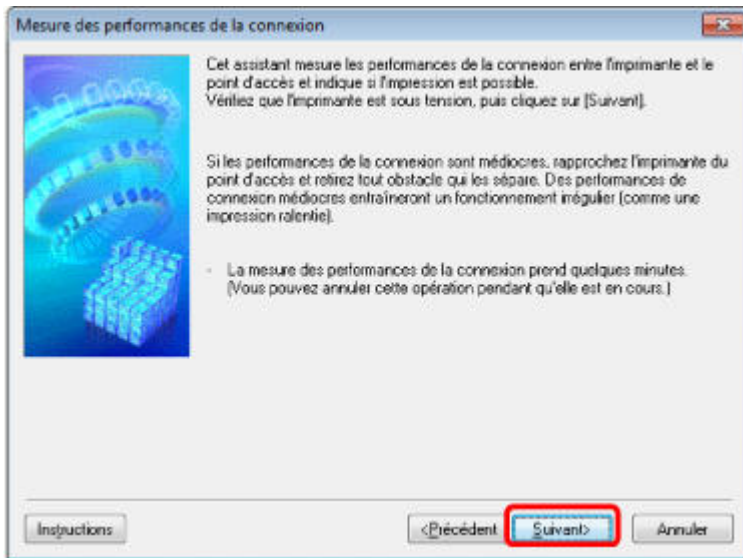 Mesure des performances de la connexion
Cet assistant mesure les performances de la connexion entre l'imprimante et le
point d'accès et indique si l'impression est possible.
Vérifiez que l'imprimante est sous tension, puis cliquez sur [Suivant].
Si les performances de la connexion sont médiocres, rapprochez l'imprimante du
point d'accès et retirez tout obstacle qui les sépare. Des performances de
connexion médiocres entraîneront un fonctionnement irrégulier (comme une
impression ralentie).
- La mesure des performances de la connexion prend quelques minutes.
(Vous pouvez annuler cette opération pendant qu'elle est en cours.)
Instructions
<Précédent
Suivant>
Annuler